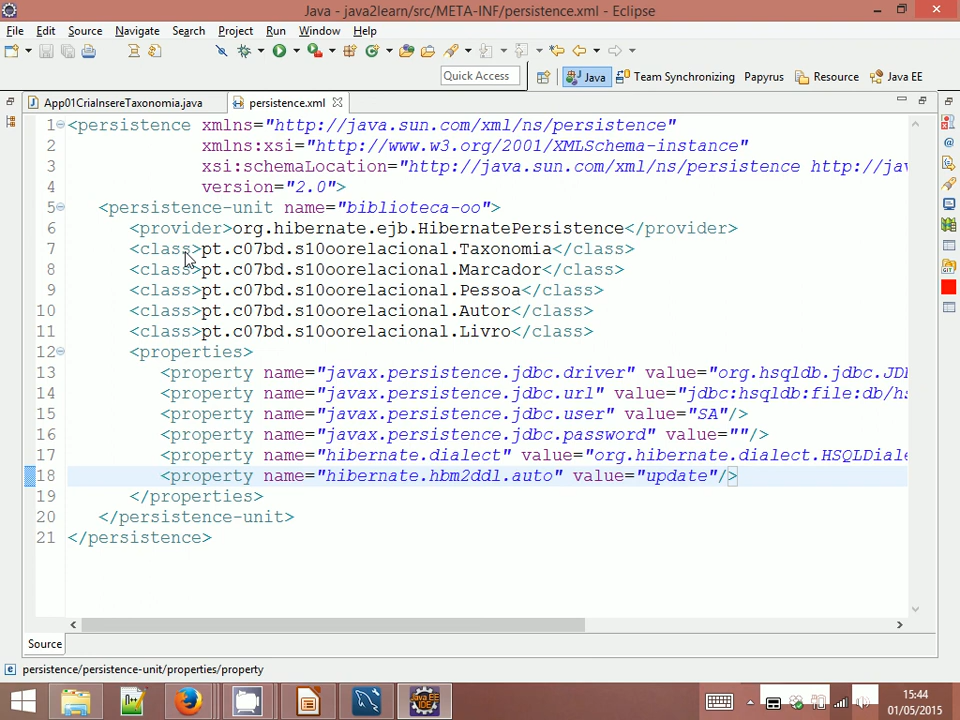 Java - java2learn/src/META-INF/persistence.xml - Eclipse
File Edit Source Navigate Search Project Run Window Help
Quick Access Java Team Synchronizing Papyrus Resource Java EE
App01CriaInsereTaxonomia.java persistence.xml
1 <persistence xmlns="http://java.sun.com/xml/ns/persistence"
2 xmlns:xsi="http://www.w3.org/2001/XMLSchema-instance"
3 xsi:schemaLocation="http://java.sun.com/xml/ns/persistence http://jav
4 version="2.0">
5 <persistence-unit name="biblioteca-oo">
6 <provider>org.hibernate.ejb.HibernatePersistence</provider>
7 <class>pt.c07bd.s10oorelacional.Taxonomia</class>
8 <class>pt.c07bd.s10oorelacional.Marcador</class>
9 <class>pt.c07bd.s10oorelacional.Pessoa</class>
10 <class>pt.c07bd.s10oorelacional.Autor</class>
11 <class>pt.c07bd.s10oorelacional.Livro</class>
12 <properties>
13 <property name="javax.persistence.jdbc.driver" value="org.hsqldb.jdbc.JD
14 <property name="javax.persistence.jdbc.url" value="jdbc:hsqldb:file:db/hs
15 <property name="javax.persistence.jdbc.user" value="SA"/>
16 <property name="javax.persistence.jdbc.password" value=""/>
17 <property name="hibernate.dialect" value="org.hibernate.dialect.HSQLDiale
18 <property name="hibernate.hbm2ddl.auto" value="update"/>
19 </properties>
20 </persistence-unit>
21 </persistence>
Source
persistence/persistence-unit/properties/property
15:44
01/05/2015